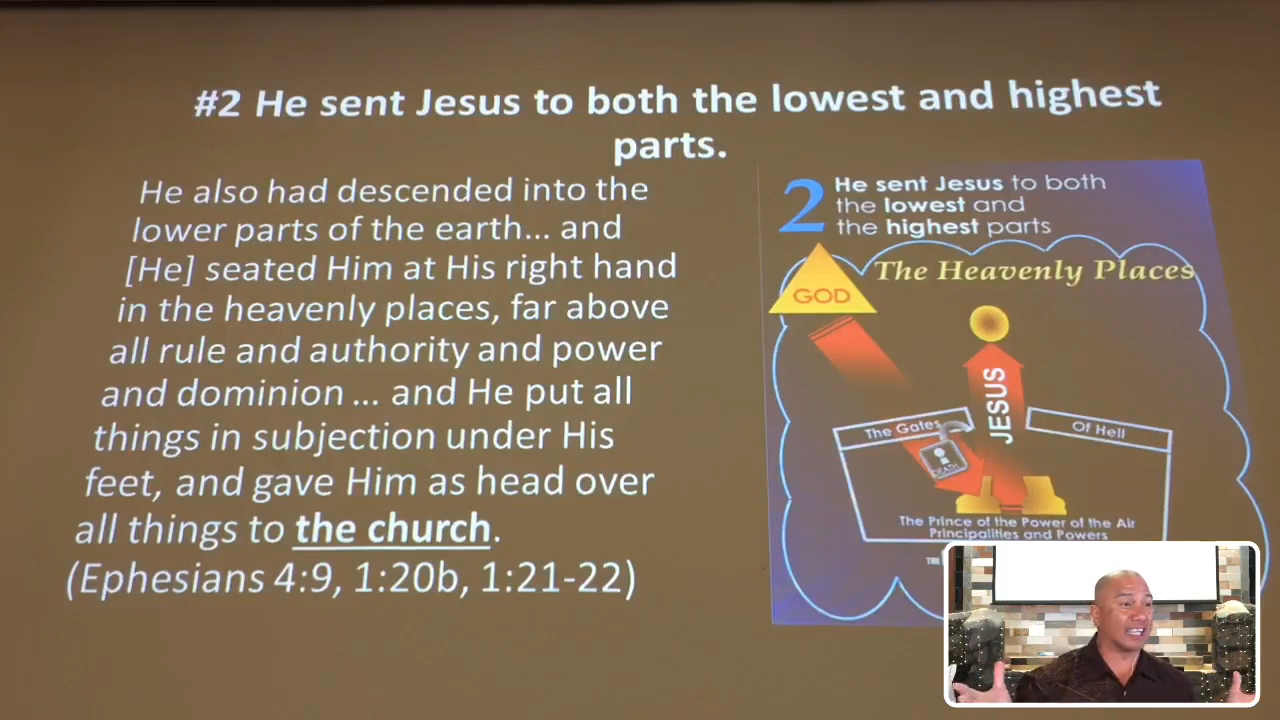 #2 He sent Jesus to both the lowest and highest
parts.
He also had descended into the
lower parts of the earth... and
[He] seated Him at His right hand
in the heavenly places, far above
all rule and authority and power
and dominion ... and He put all
things in subjection under His
feet, and gave Him as head over
all things to the church.
(Ephesians 4:9, 1:20b, 1:21-22)
2 He sent Jesus to both
the lowest and
the highest parts
The Heavenly Places
GOD
JESUS
The Gates
Of Hell
DEATH
The Prince of the Power of the Air
Principalities and Powers
THE